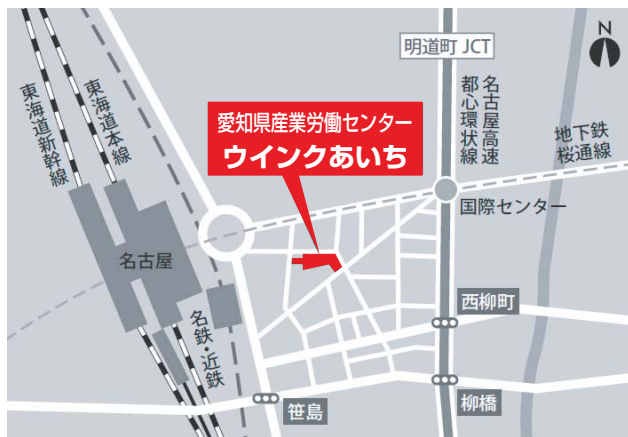 N
明道町 JCT
東海道新幹線
東海道本線
愛知県産業労働センター
ウインクあいち
名古屋高速
都心環状線
地下鉄
桜通線
国際センター
名古屋
名鉄・近鉄
西柳町
笹島
柳橋